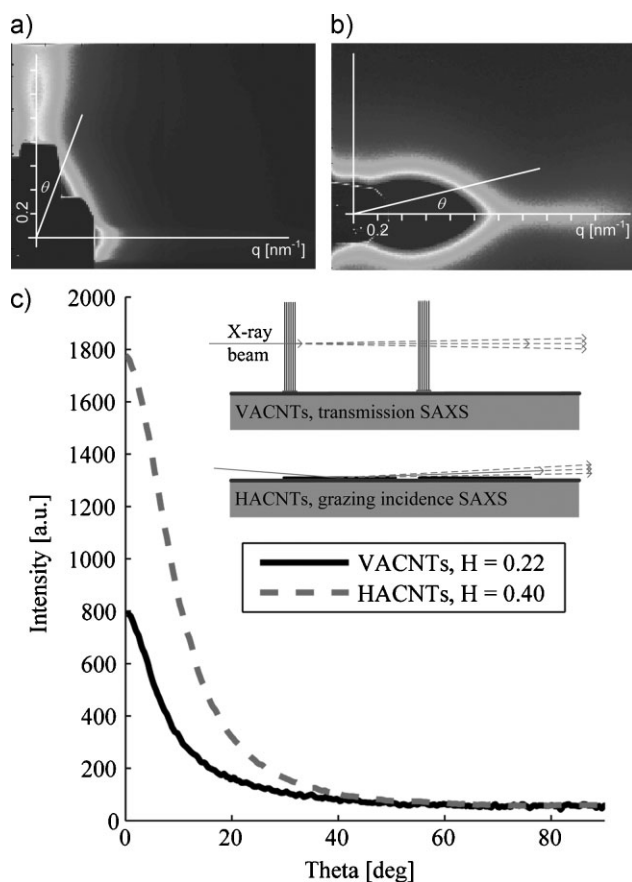 a)
b)
θ
0.2
q [nm⁻¹]
θ
0.2
q [nm⁻¹]
c)
2000
1800
1600
1400
1200
1000
800
600
400
200
0
Intensity [a.u.]
X-ray
beam
VACNTs, transmission SAXS
HACNTs, grazing incidence SAXS
VACNTs, H = 0.22
HACNTs, H = 0.40
0
20
40
60
80
Theta [deg]